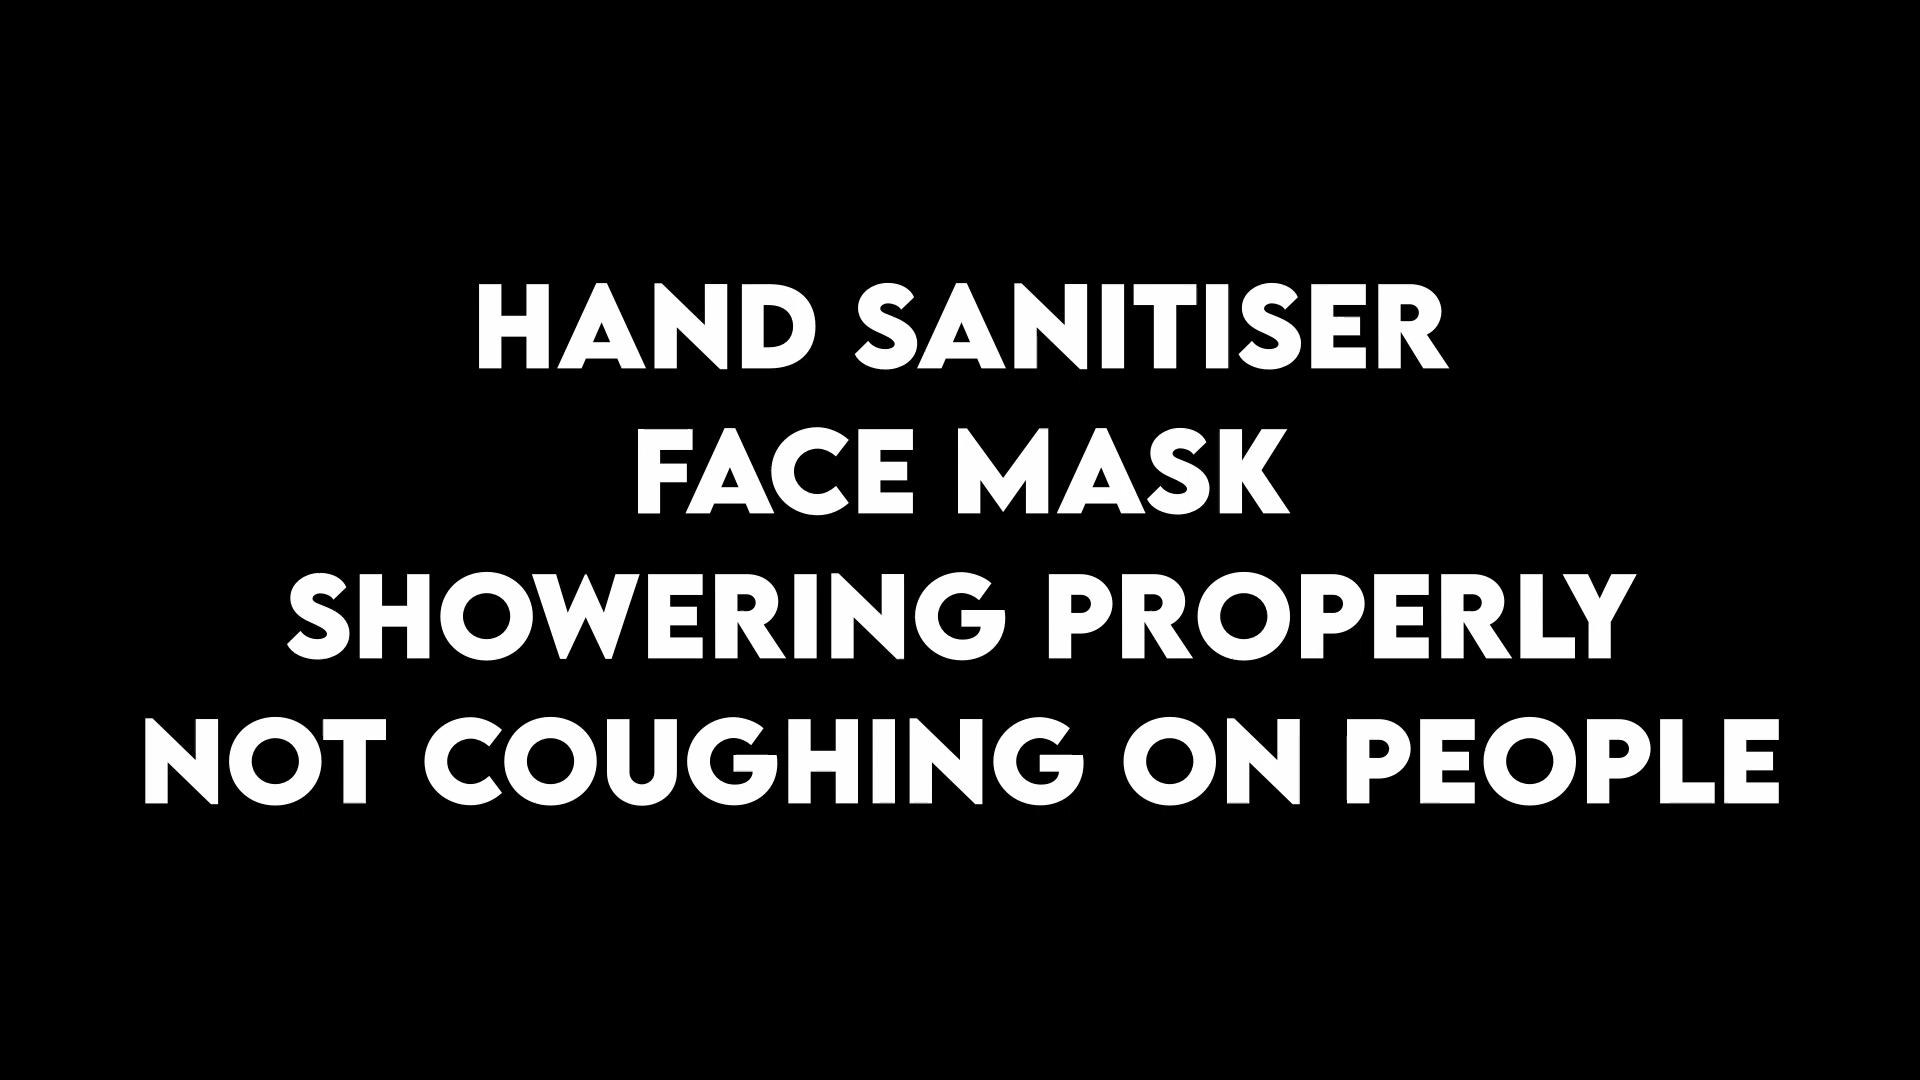 HAND SANITISER
FACE MASK
SHOWERING PROPERLY
NOT COUGHING ON PEOPLE